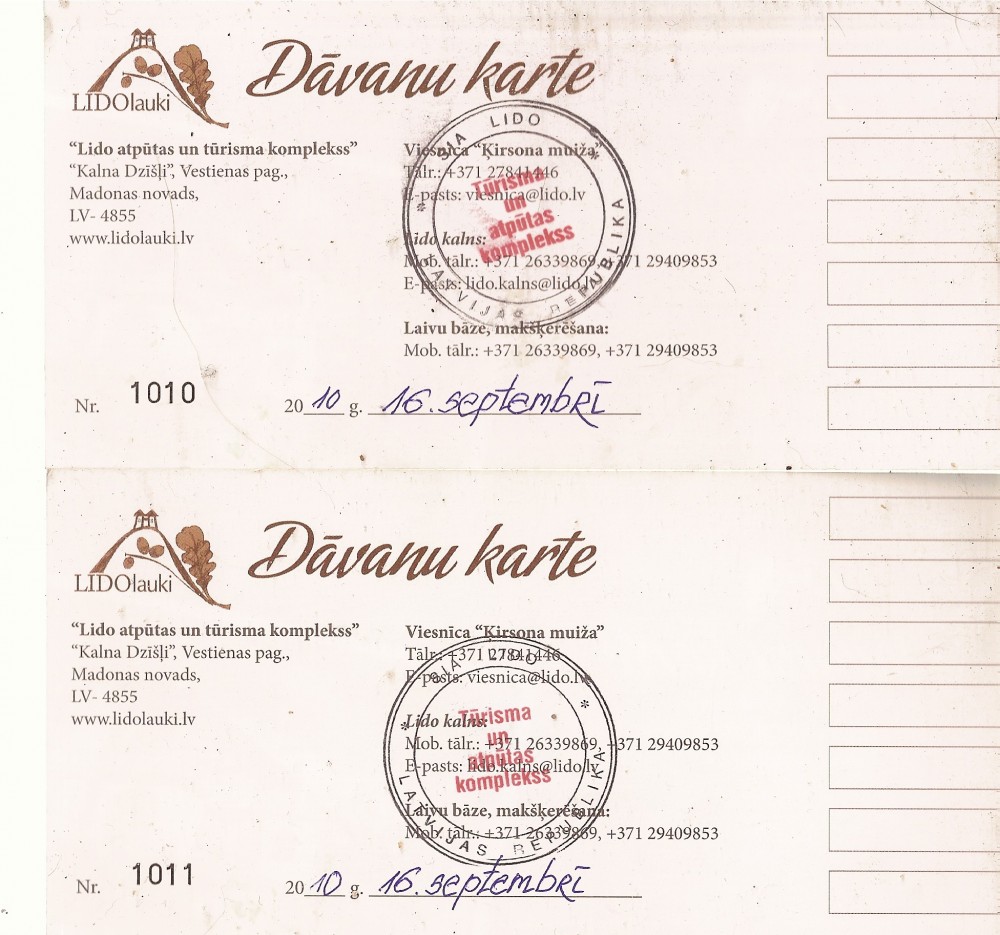 LIDOlauki
Dāvanu karte
"Lido atpūtas un tūrisma komplekss"
"Kalna Dzīšļi", Vestienas pag.,
Madonas novads,
LV- 4855
www.lidolauki.lv
Viesnīca "Ķirsona muiža"
Tālr.: +371 27841446
E-pasts: viesnica@lido.lv
Lido kalns:
Mob. tālr.: +371 26339869, +371 29409853
E-pasts: lido.kalns@lido.lv
Laivu bāze, makšķerēšana:
Mob. tālr.: +371 26339869, +371 29409853
SIA LIDO
* LATVIJAS REPUBLIKA *
Tūrisma
un
atpūtas
komplekss
Nr. 1010
2010 g. 16. septembrī
LIDOlauki
Dāvanu karte
"Lido atpūtas un tūrisma komplekss"
"Kalna Dzīšļi", Vestienas pag.,
Madonas novads,
LV- 4855
www.lidolauki.lv
Viesnīca "Ķirsona muiža"
Tālr.: +371 27841446
E-pasts: viesnica@lido.lv
Lido kalns:
Mob. tālr.: +371 26339869, +371 29409853
E-pasts: lido.kalns@lido.lv
Laivu bāze, makšķerēšana:
Mob. tālr.: +371 26339869, +371 29409853
SIA LIDO
* LATVIJAS REPUBLIKA *
Tūrisma
un
atpūtas
komplekss
Nr. 1011
2010 g. 16. septembrī